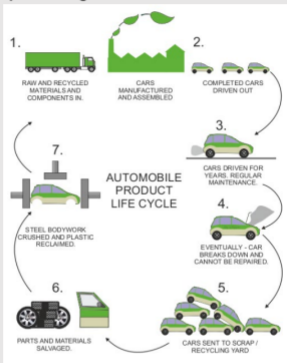 1.
RAW AND RECYCLED
MATERIALS AND
COMPONENTS IN.
CARS
MANUFACTURED
AND ASSEMBLED
2.
COMPLETED CARS
DRIVEN OUT
3.
CARS DRIVEN FOR
YEARS. REGULAR
MAINTENANCE.
4.
EVENTUALLY - CAR
BREAKS DOWN AND
CANNOT BE REPAIRED.
5.
CARS SENT TO SCRAP /
RECYCLING YARD
6.
PARTS AND MATERIALS
SALVAGED.
7.
STEEL BODYWORK
CRUSHED AND PLASTIC
RECLAIMED.
AUTOMOBILE
PRODUCT
LIFE CYCLE